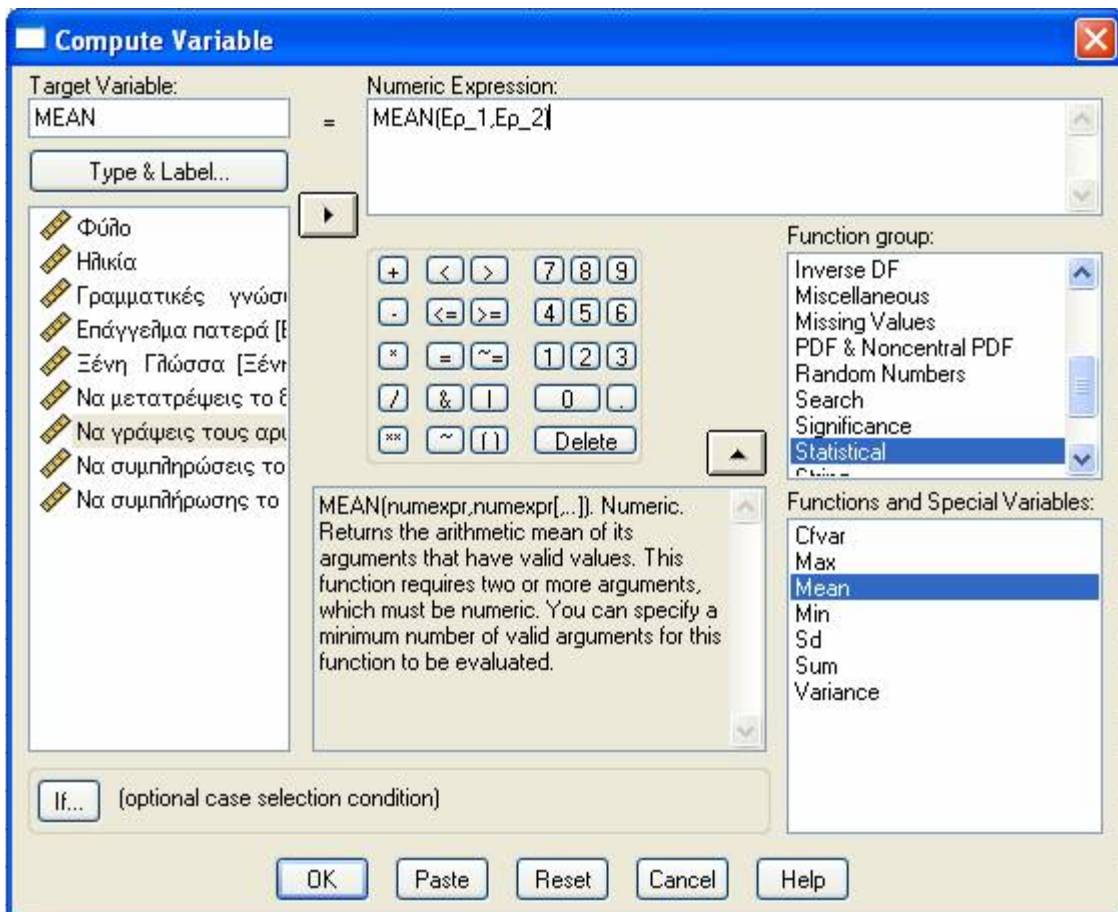 Compute Variable
Target Variable:
MEAN
=
Numeric Expression:
MEAN(Ερ_1,Ερ_2)
Type & Label...
Φύλο
Ηλικία
Γραμματικές γνώσ
Επάγγελμα πατερά [Ε
Ξένη Γλώσσα [Ξένη
Να μετατρέψεις το
Να γράψεις τους αρι
Να συμπληρώσεις το
Να συμπλήρωσης το
+ < > 7 8 9
- <= >= 4 5 6
* = ~= 1 2 3
/ & | 0 .
** ~ () Delete
Function group:
Inverse DF
Miscellaneous
Missing Values
PDF & Noncentral PDF
Random Numbers
Search
Significance
Statistical
String
MEAN(numexpr,numexpr[,..]). Numeric.
Returns the arithmetic mean of its
arguments that have valid values. This
function requires two or more arguments,
which must be numeric. You can specify a
minimum number of valid arguments for this
function to be evaluated.
Functions and Special Variables:
Cfvar
Max
Mean
Min
Sd
Sum
Variance
If... (optional case selection condition)
OK Paste Reset Cancel Help